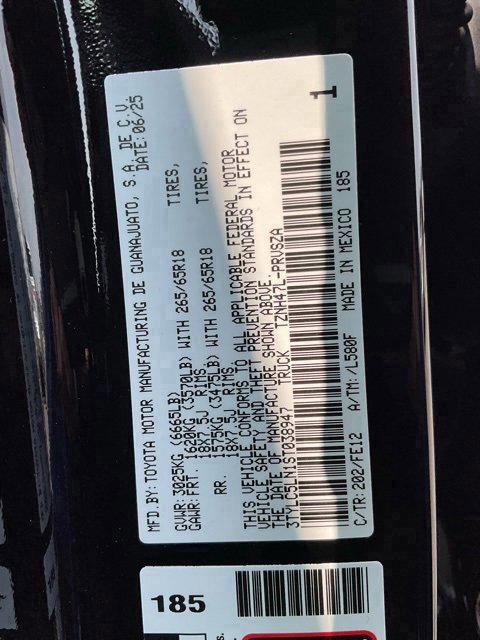 MFD.BY: TOYOTA MOTOR MANUFACTURING DE GUANAJUATO, S.A. DE C.V.
DATE: 06/25
GVWR: 3025KG (6665LB)
GAWR: FRT. 1620KG (3570LB) WITH 265/65R18 TIRES,
18X7.5J RIMS
RR. 1575KG (3475LB) WITH 265/65R18 TIRES,
18X7.5J RIMS
THIS VEHICLE CONFORMS TO ALL APPLICABLE FEDERAL MOTOR
VEHICLE SAFETY AND THEFT PREVENTION STANDARDS IN EFFECT ON
THE DATE OF MANUFACTURE SHOWN ABOVE
3TYLC5LN1ST038947 TRUCK TZNH47L-PRVSZA
1
C/TR: 202/FE12 A/TM: /L580F MADE IN MEXICO 185
185